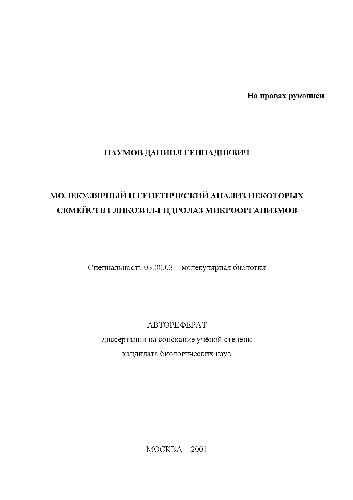 На правах рукописи
НАУМОВ ДАНИИЛ ГЕННАДИЕВИЧ
МОЛЕКУЛЯРНЫЙ И ГЕНЕТИЧЕСКИЙ АНАЛИЗ НЕКОТОРЫХ
СЕМЕЙСТВ ГЛИКОЗИЛ-ГИДРОЛАЗ МИКРООРГАНИЗМОВ
Специальность 03.00.03 – молекулярная биология
АВТОРЕФЕРАТ
диссертации на соискание учёной степени
кандидата биологических наук
МОСКВА – 2001